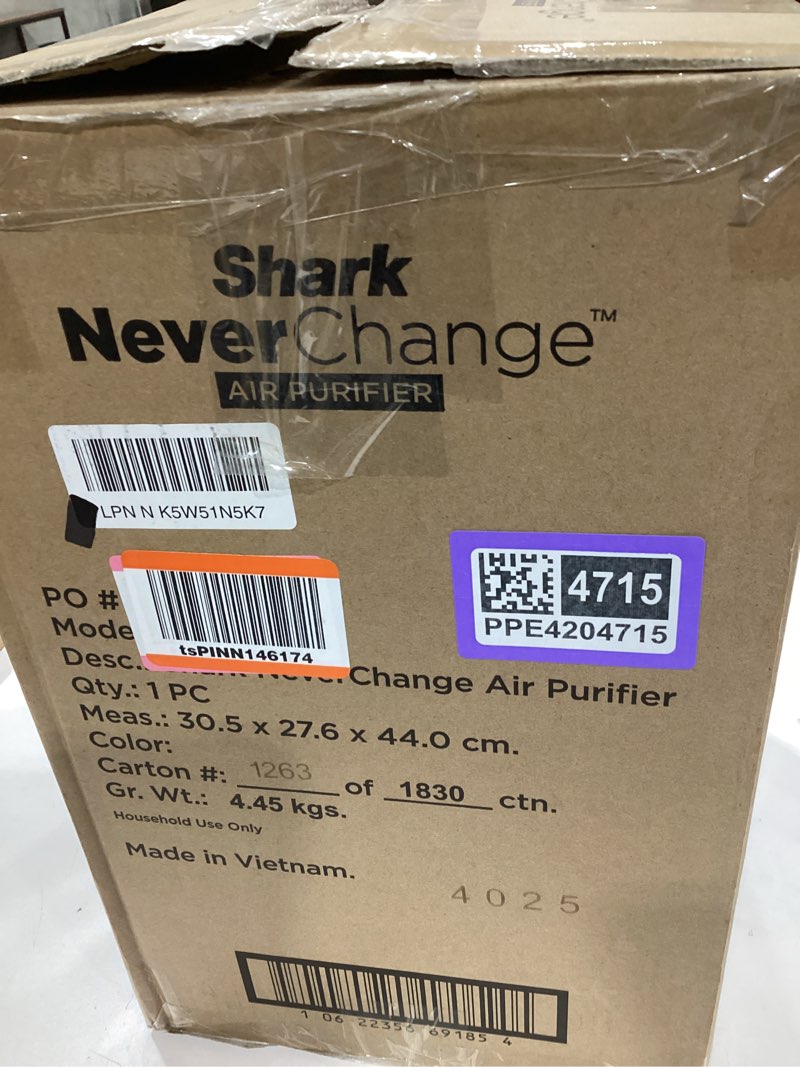 Shark
NeverChange™
AIR PURIFIER
LPN N K5W51N5K7
4715
PPE4204715
tsPINN146174
PO #
Mode
Desc.: Change Air Purifier
Qty.: 1 PC
Meas.: 30.5 x 27.6 x 44.0 cm.
Color:
Carton #: 1263 of 1830 ctn.
Gr. Wt.: 4.45 kgs.
Household Use Only
Made in Vietnam.
4025
1 06 22356 69185 4